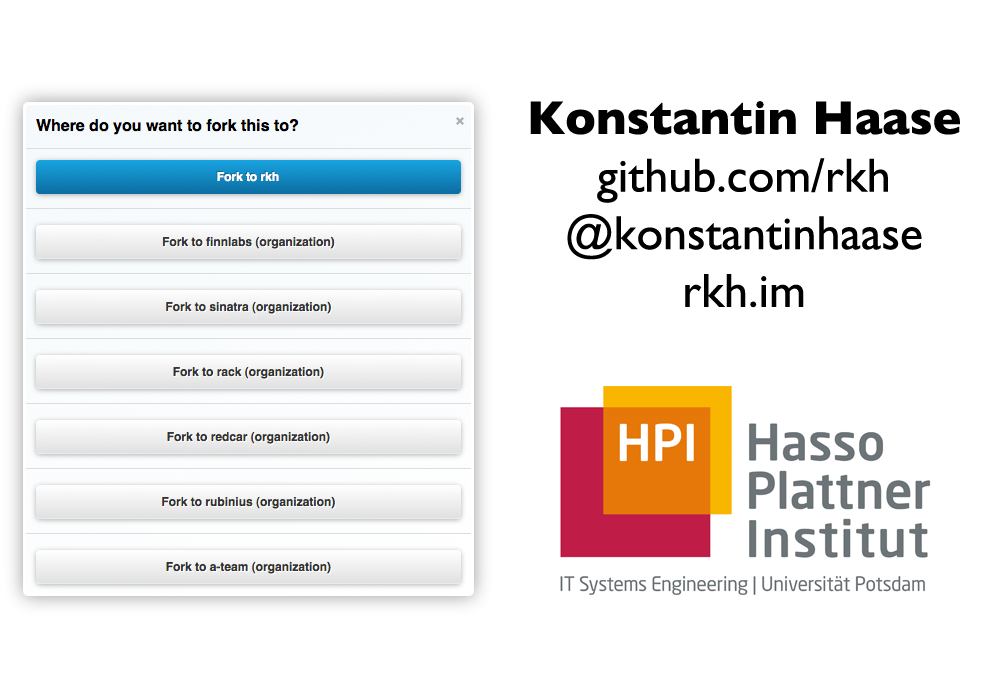 Where do you want to fork this to?
×
Fork to rkh
Fork to finnlabs (organization)
Fork to sinatra (organization)
Fork to rack (organization)
Fork to redcar (organization)
Fork to rubinius (organization)
Fork to a-team (organization)
Konstantin Haase
github.com/rkh
@konstantinhaase
rkh.im
HPI
Hasso
Plattner
Institut
IT Systems Engineering | Universität Potsdam